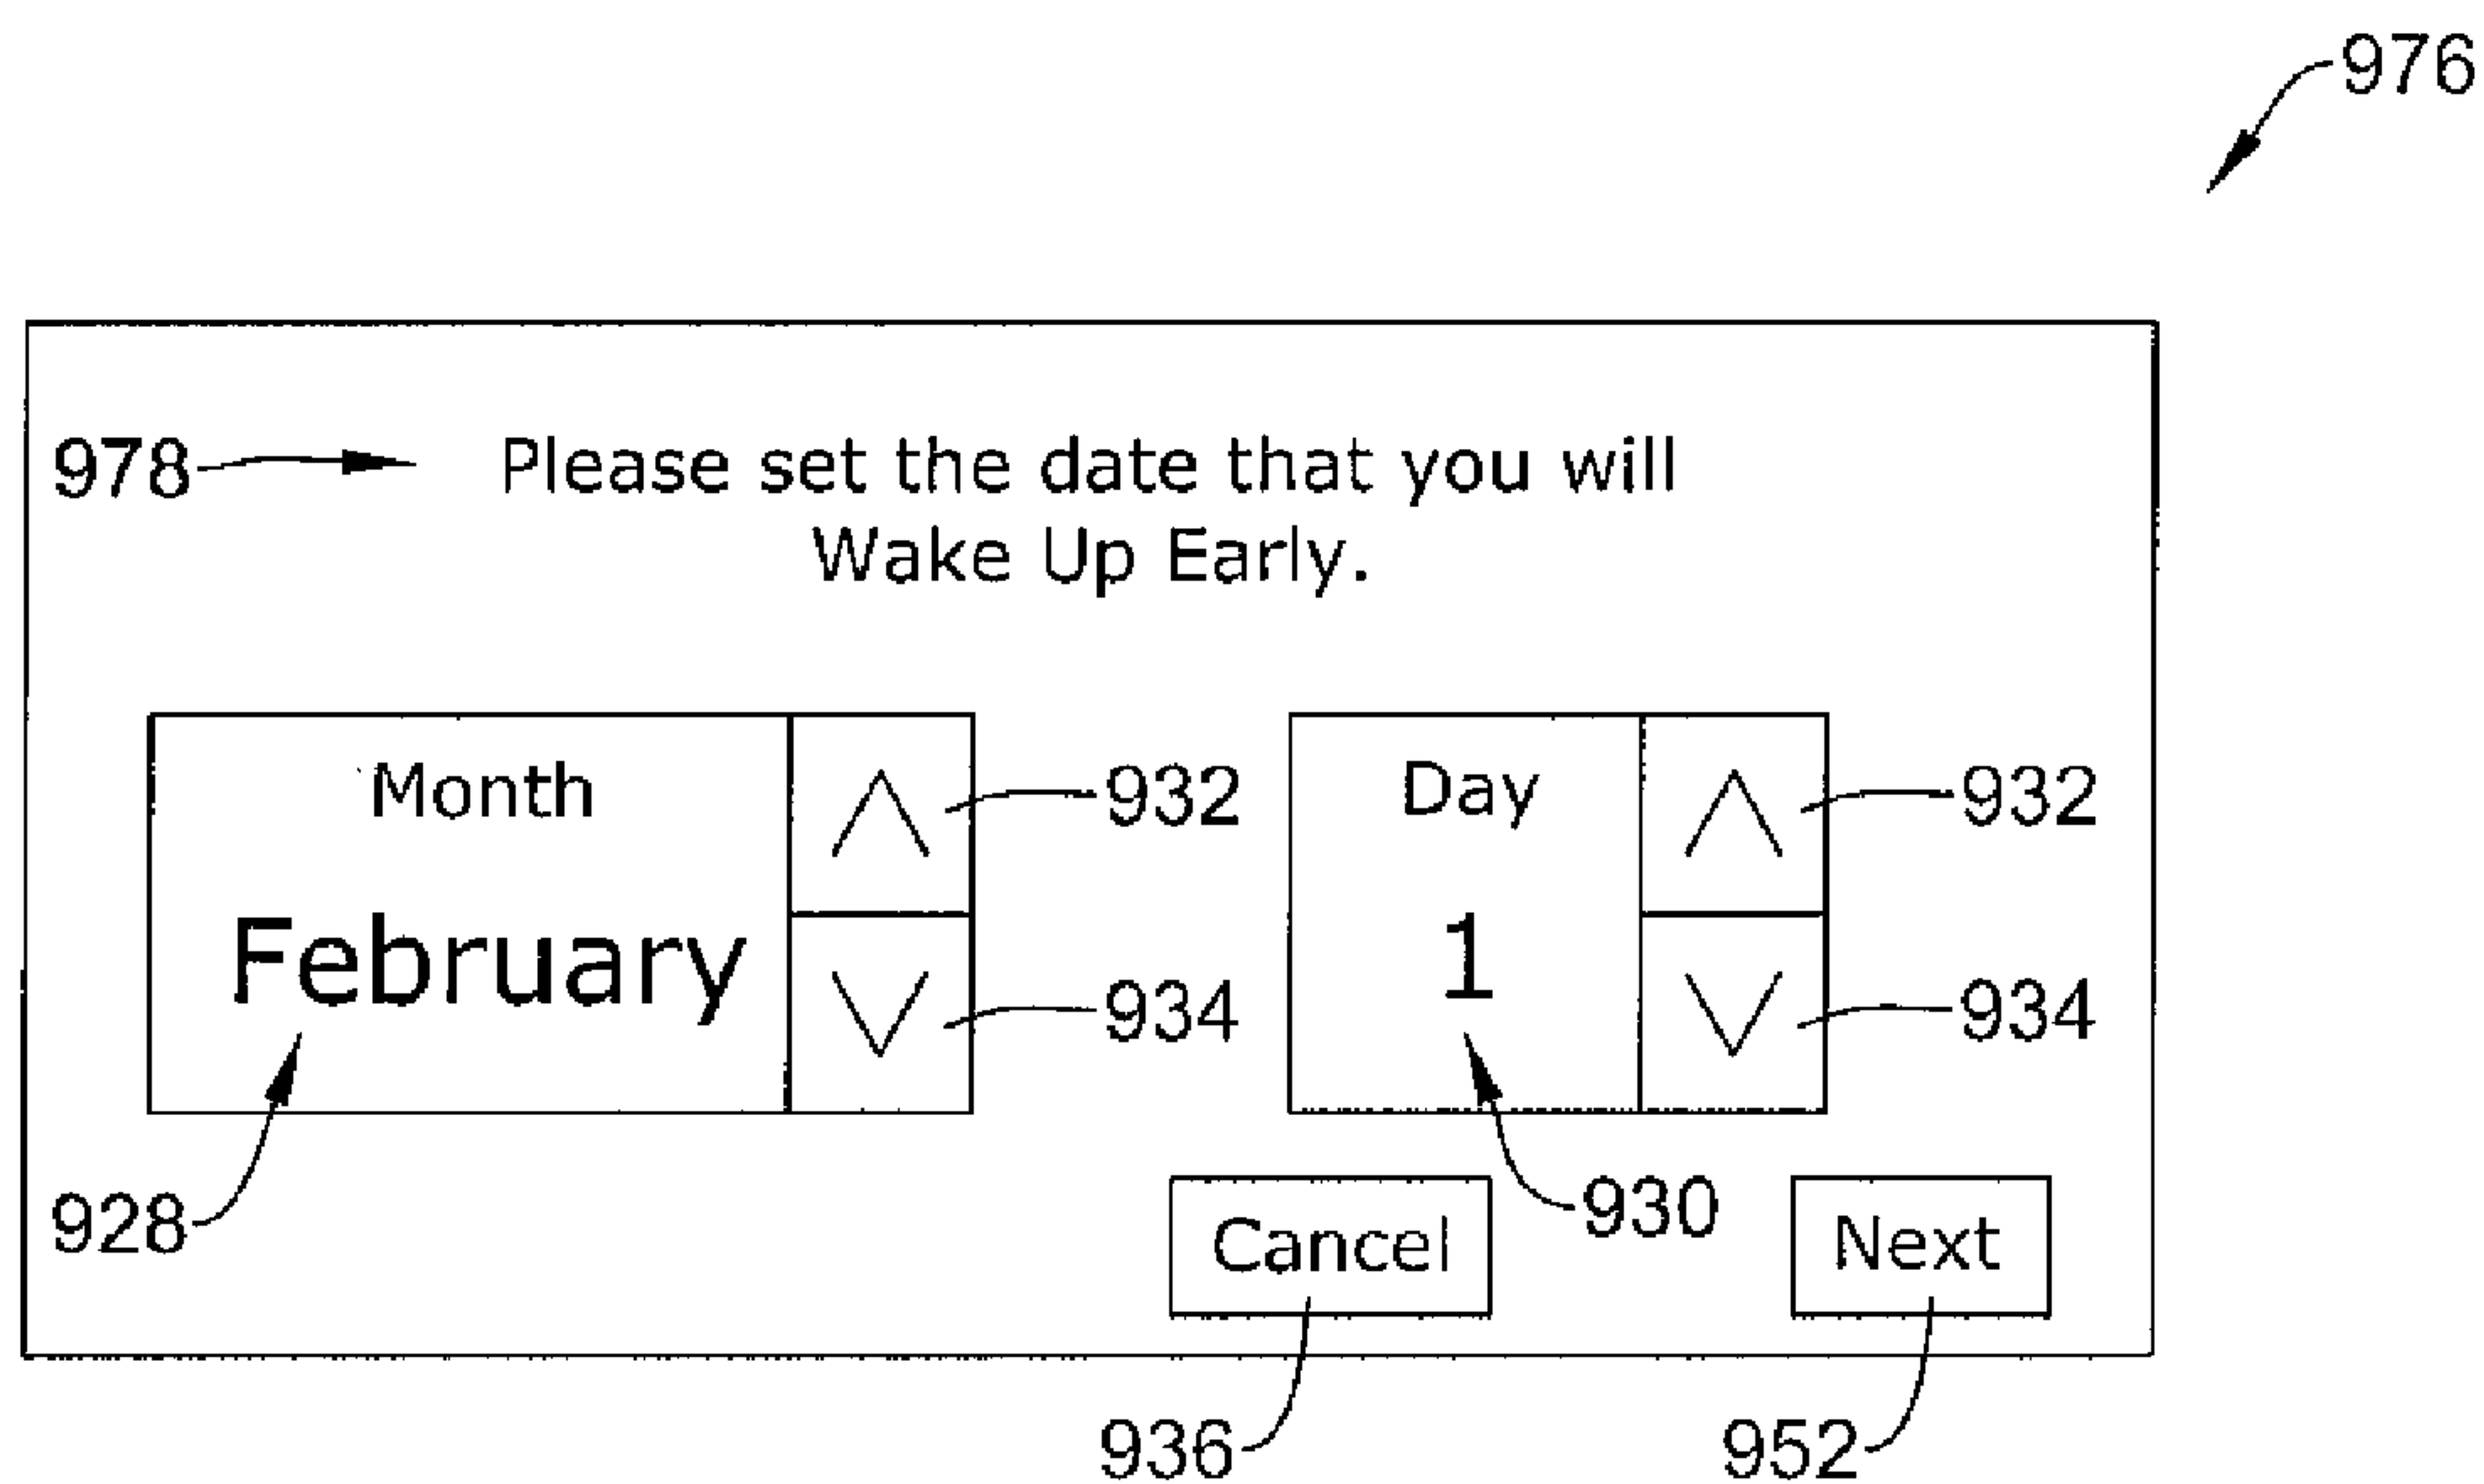 976
978 Please set the date that you will
Wake Up Early.
Month 932 Day 932
February 934 1 934
928 Cancel 930 Next
936 952